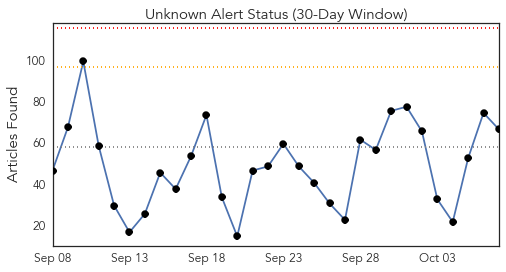 Unknown Alert Status (30-Day Window)
Articles Found
100
80
60
40
20
Sep 08 Sep 13 Sep 18 Sep 23 Sep 28 Oct 03